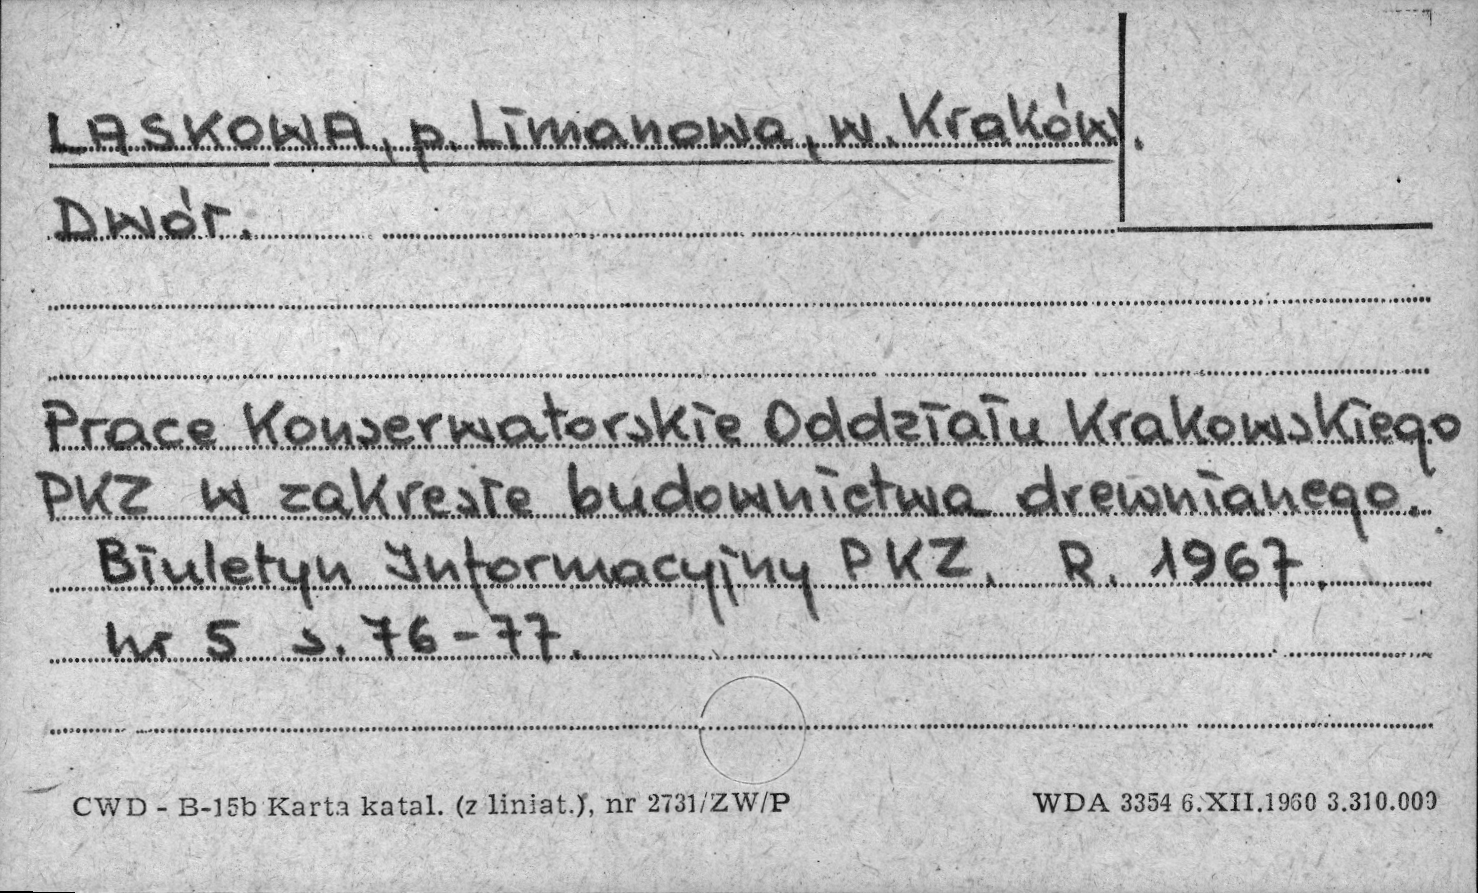 LASKOWA, p. Limanowa, w. Kraków.
Dwór.
Prace Konserwatorskie Oddziału Krakowskiego
PKZ w zakresie budownictwa drewnianego.
Biuletyn Informacyjny PKZ. R. 1967.
nr 5 s. 76-77.
CWD - B-15b Karta katal. (z liniat.), nr 2731/ZW/P
WDA 3354 6.XII.1960 3.310.000